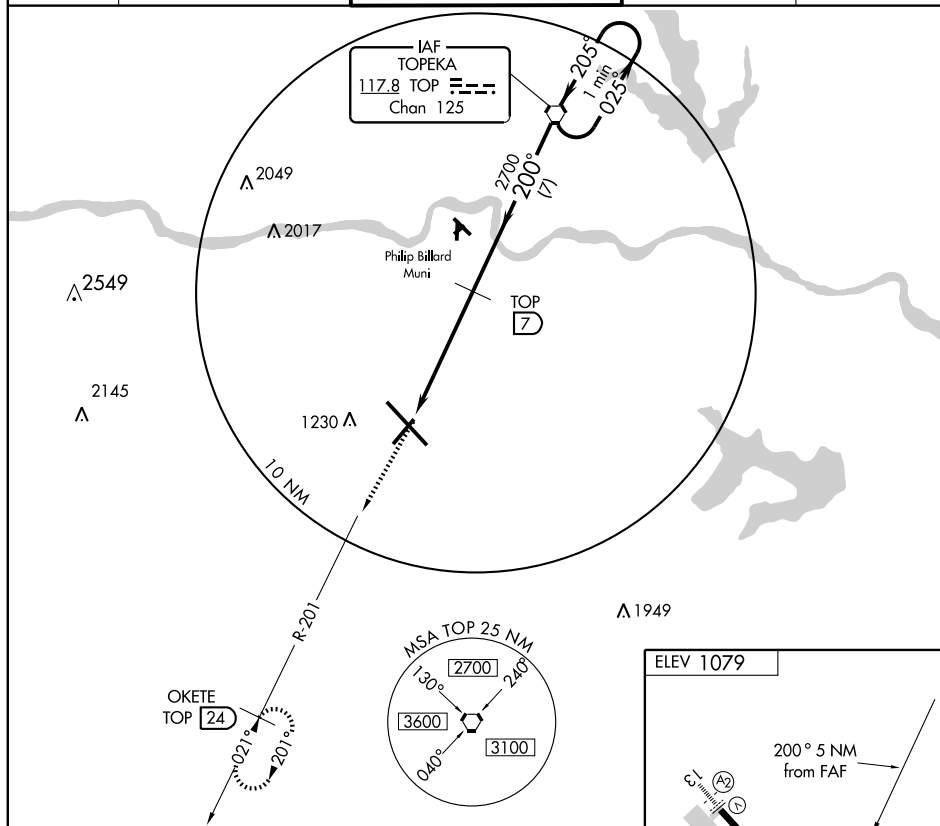 IAF
TOPEKA
117.8 TOP
Chan 125
205°
1 min
025°
2700
200°
(7)
2049
2017
Philip Billard
Muni
2549
TOP
7
2145
1230
10 NM
R-201
1949
MSA TOP 25 NM
2700
130°
240°
3600
3100
040°
OKETE
TOP 24
021°
201°
ELEV 1079
200° 5 NM
from FAF
13
A2
V